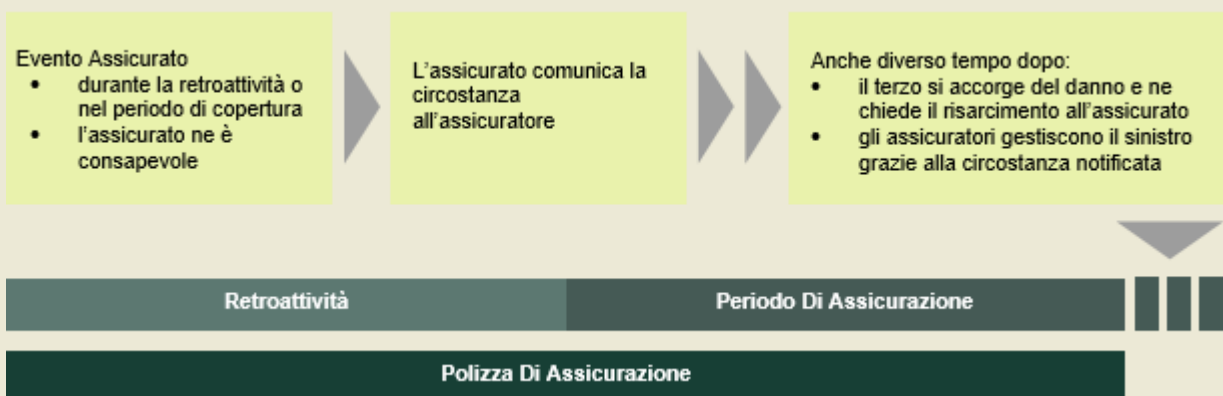 Evento Assicurato
• durante la retroattività o
nel periodo di copertura
• l'assicurato ne è
consapevole
L'assicurato comunica la
circostanza
all'assicuratore
Anche diverso tempo dopo:
• il terzo si accorge del danno e ne
chiede il risarcimento all'assicurato
• gli assicuratori gestiscono il sinistro
grazie alla circostanza notificata
Retroattività
Periodo Di Assicurazione
Polizza Di Assicurazione